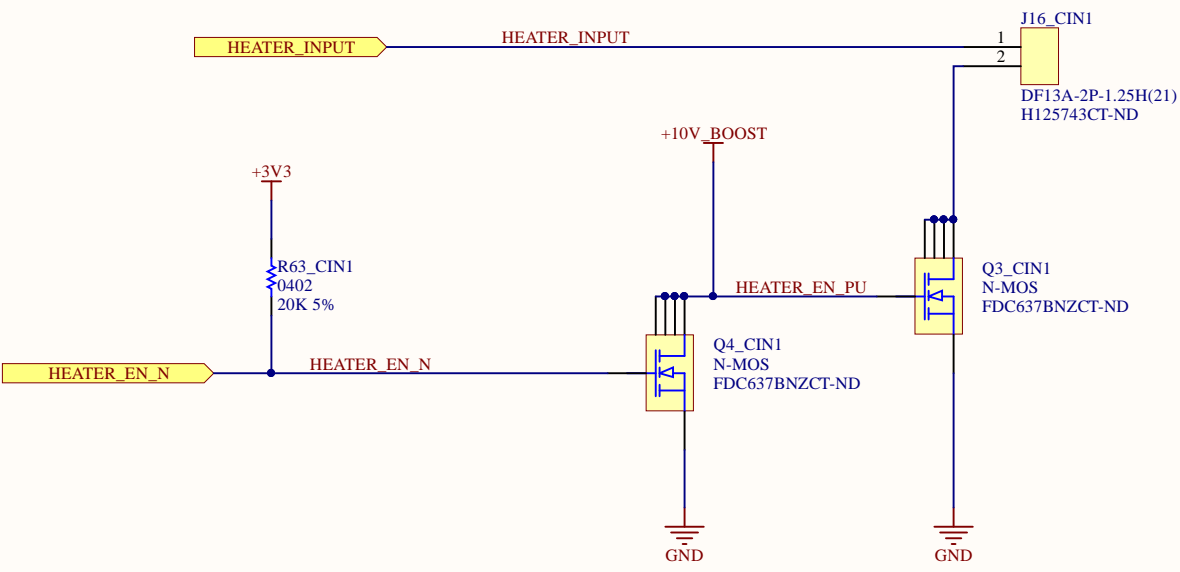 J16_CIN1
HEATER_INPUT
HEATER_INPUT
1
2
DF13A-2P-1.25H(21)
H125743CT-ND
+10V_BOOST
+3V3
R63_CIN1
0402
20K 5%
Q3_CIN1
N-MOS
FDC637BNZCT-ND
HEATER_EN_PU
Q4_CIN1
N-MOS
FDC637BNZCT-ND
HEATER_EN_N
HEATER_EN_N
GND
GND